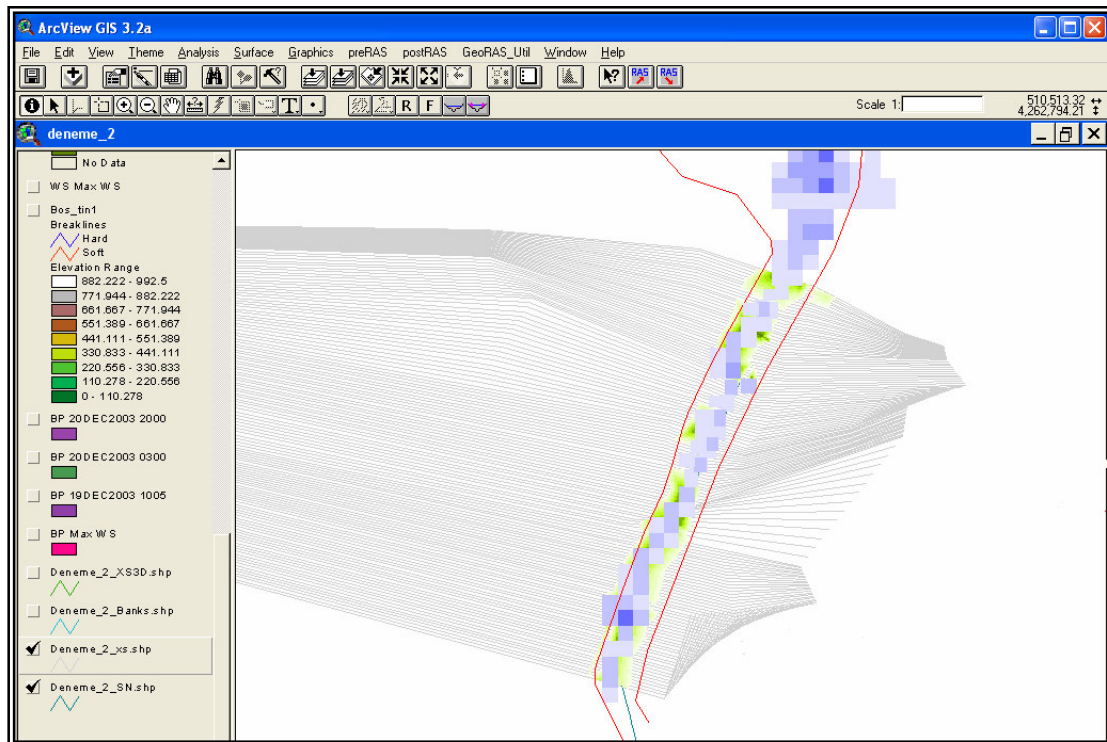 ArcView GIS 3.2a
File Edit View Theme Analysis Surface Graphics preRAS postRAS GeoRAS_Util Window Help
RAS RAS
T R F Scale 1: 510,513.32
4,262,794.21
deneme_2
No Data
WS Max WS
Bos_tin1
Breaklines
Hard
Soft
Elevation Range
882.222 - 992.5
771.944 - 882.222
661.667 - 771.944
551.389 - 661.667
441.111 - 551.389
330.833 - 441.111
220.556 - 330.833
110.278 - 220.556
0 - 110.278
BP 20DEC2003 2000
BP 20DEC2003 0300
BP 19DEC2003 1005
BP Max WS
Deneme_2_XS3D.shp
Deneme_2_Banks.shp
Deneme_2_xs.shp
Deneme_2_SN.shp